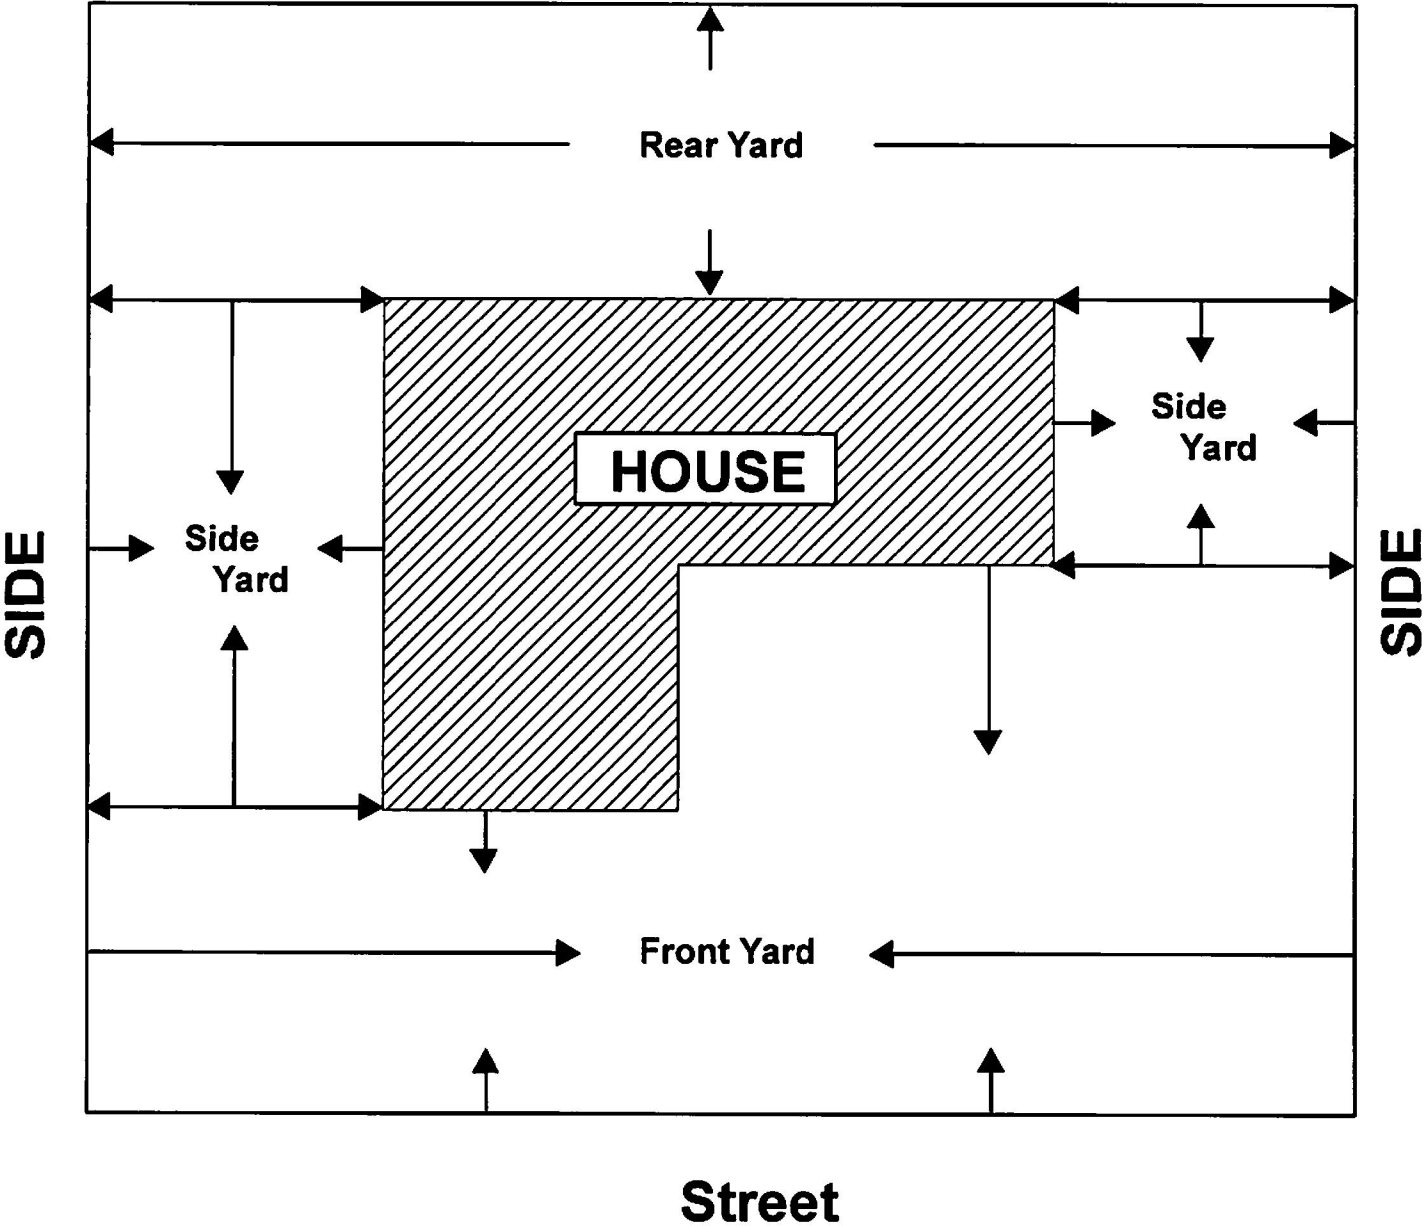 Rear Yard
Side
Yard
HOUSE
SIDE
Side
Yard
SIDE
Front Yard
Street